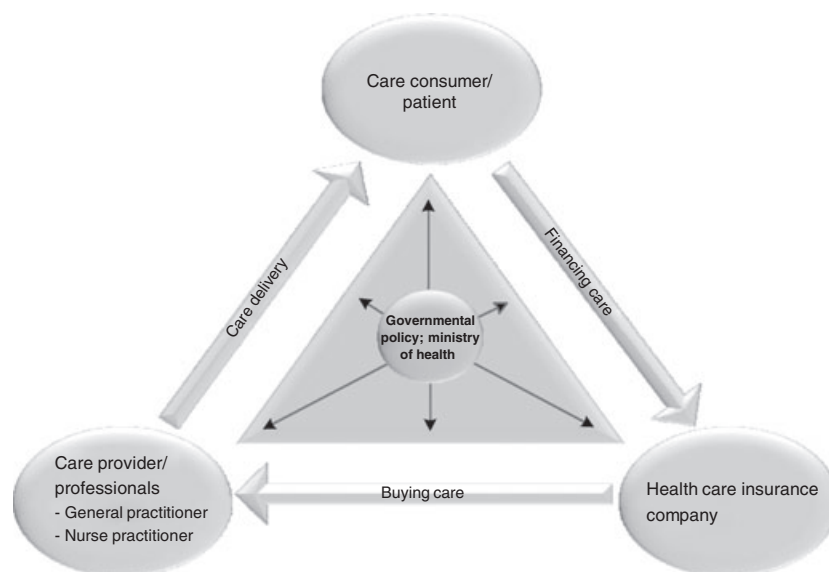 Care consumer/
patient
Care delivery
Financing care
Governmental
policy; ministry
of health
Care provider/
professionals
- General practitioner
- Nurse practitioner
Buying care
Health care insurance
company